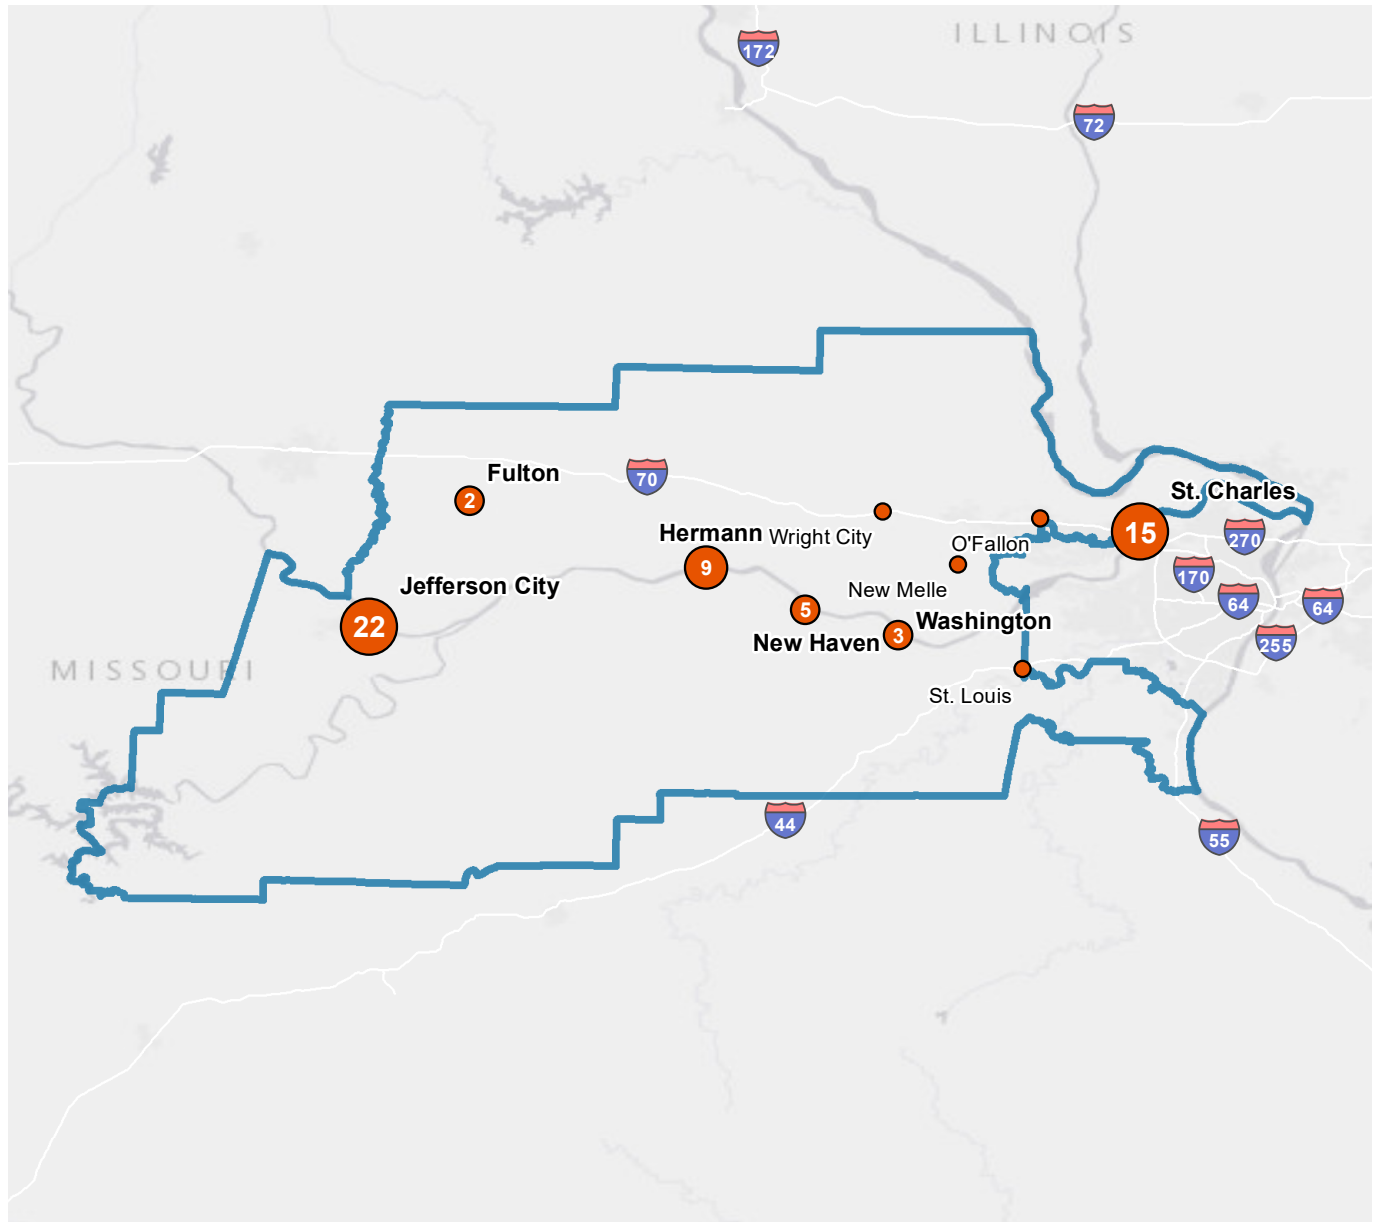 ILLINOIS
172
72
St. Charles
Fulton
70
2
Hermann
Wright City
15
270
O'Fallon
9
170
Jefferson City
New Melle
64
64
5
Washington
22
New Haven
3
255
MISSOURI
St. Louis
44
55